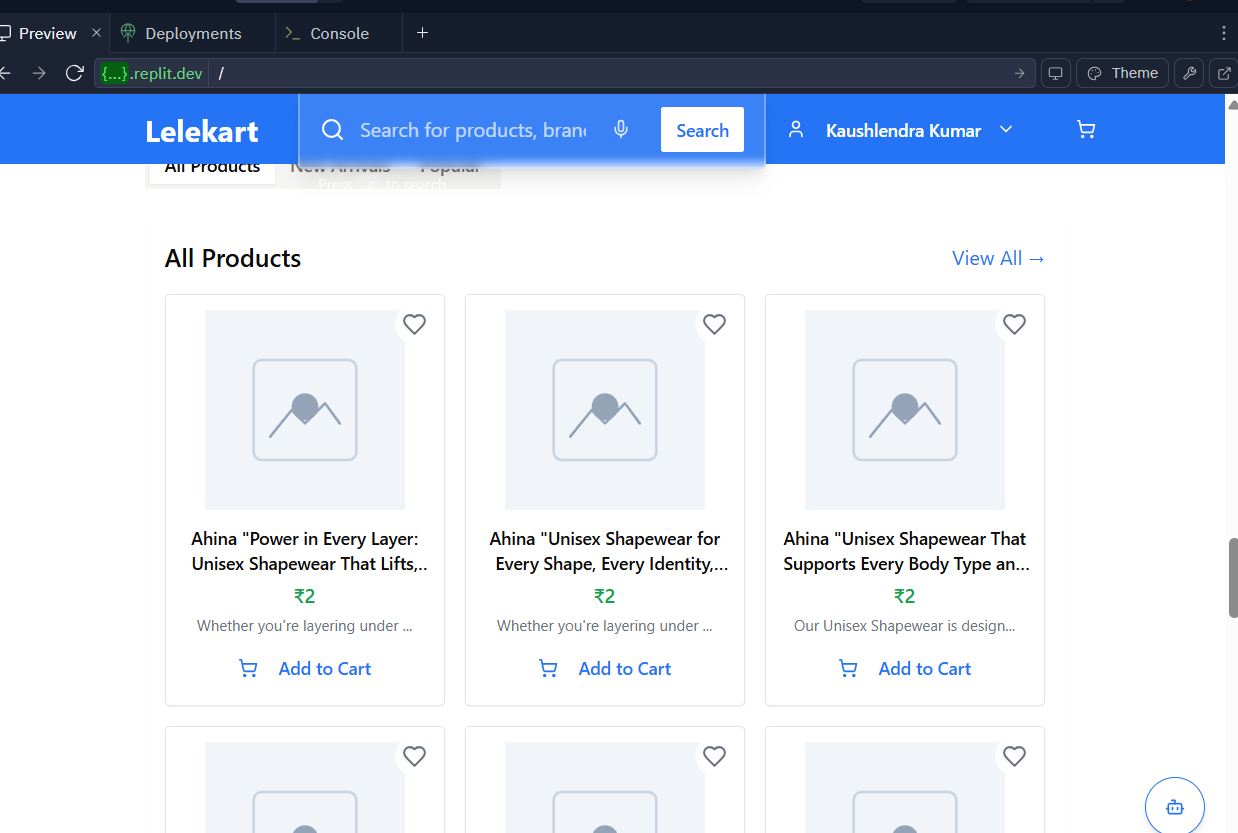 Preview
Deployments
Console
{...}.replit.dev /
Theme
Lelekart
Search for products, bran
Search
Kaushlendra Kumar
All Products
New Arrivals
Popular
Press / to search
All Products
View All →
Ahina "Power in Every Layer:
Unisex Shapewear That Lifts,..
₹2
Whether you're layering under ...
Add to Cart
Ahina "Unisex Shapewear for
Every Shape, Every Identity,...
₹2
Whether you're layering under ...
Add to Cart
Ahina "Unisex Shapewear That
Supports Every Body Type an...
₹2
Our Unisex Shapewear is design...
Add to Cart